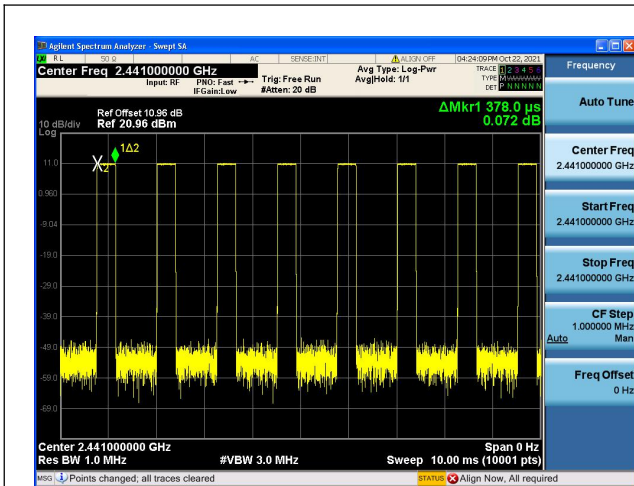 Agilent Spectrum Analyzer - Swept SA
RL 50 Ω AC SENSE:INT ALIGN OFF 04:24:09PM Oct 22, 2021
Center Freq 2.441000000 GHz
Input: RF PNO: Fast Trig: Free Run
IFGain:Low #Atten: 20 dB
Avg Type: Log-Pwr
Avg|Hold: 1/1
TRACE 1 2 3 4 5 6
TYPE
DET P N N N N N
Frequency
ΔMkr1 378.0 µs
0.072 dB
Ref Offset 10.96 dB
10 dB/div Ref 20.96 dBm
Log
1Δ2
2
11.0
0.960
-9.04
-19.0
-29.0
-39.0
-49.0
-59.0
-69.0
Auto Tune
Center Freq
2.441000000 GHz
Start Freq
2.441000000 GHz
Stop Freq
2.441000000 GHz
CF Step
1.000000 MHz
Auto Man
Freq Offset
0 Hz
Center 2.441000000 GHz Span 0 Hz
Res BW 1.0 MHz #VBW 3.0 MHz Sweep 10.00 ms (10001 pts)
MSG Points changed; all traces cleared STATUS Align Now, All required